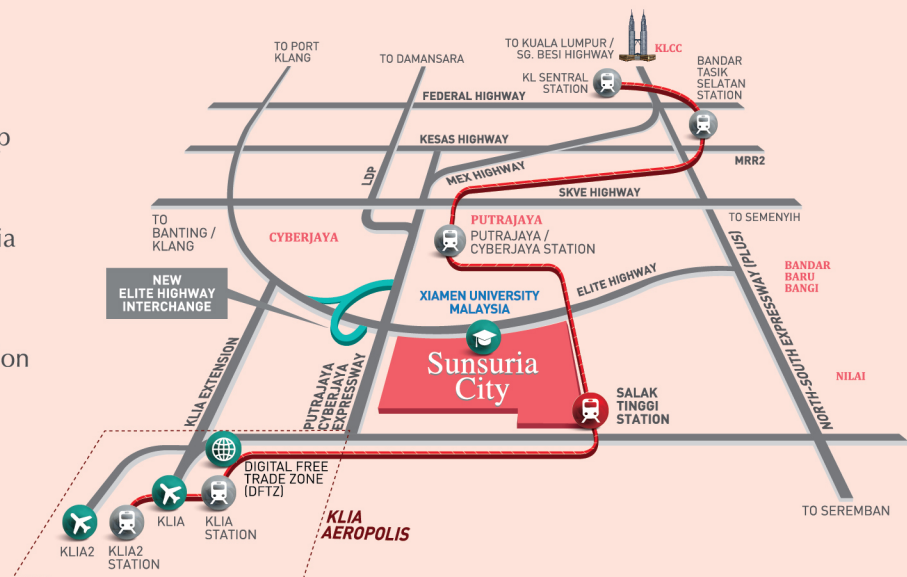 TO PORT
KLANG
TO DAMANSARA
TO KUALA LUMPUR /
SG. BESI HIGHWAY
KLCC
KL SENTRAL
STATION
BANDAR
TASIK
SELATAN
STATION
FEDERAL HIGHWAY
p
KESAS HIGHWAY
MRR2
LDP
MEX HIGHWAY
SKVE HIGHWAY
TO
BANTING /
KLANG
CYBERJAYA
PUTRAJAYA
PUTRAJAYA /
CYBERJAYA STATION
TO SEMENYIH
ia
NEW
ELITE HIGHWAY
INTERCHANGE
XIAMEN UNIVERSITY
MALAYSIA
ELITE HIGHWAY
NORTH-SOUTH EXPRESSWAY (PLUS)
BANDAR
BARU
BANGI
on
KLIA EXTENSION
PUTRAJAYA
CYBERJAYA
EXPRESSWAY
Sunsuria
City
NILAI
SALAK
TINGGI
STATION
DIGITAL FREE
TRADE ZONE
(DFTZ)
KLIA2
KLIA2
STATION
KLIA
KLIA
STATION
KLIA
AEROPOLIS
TO SEREMBAN